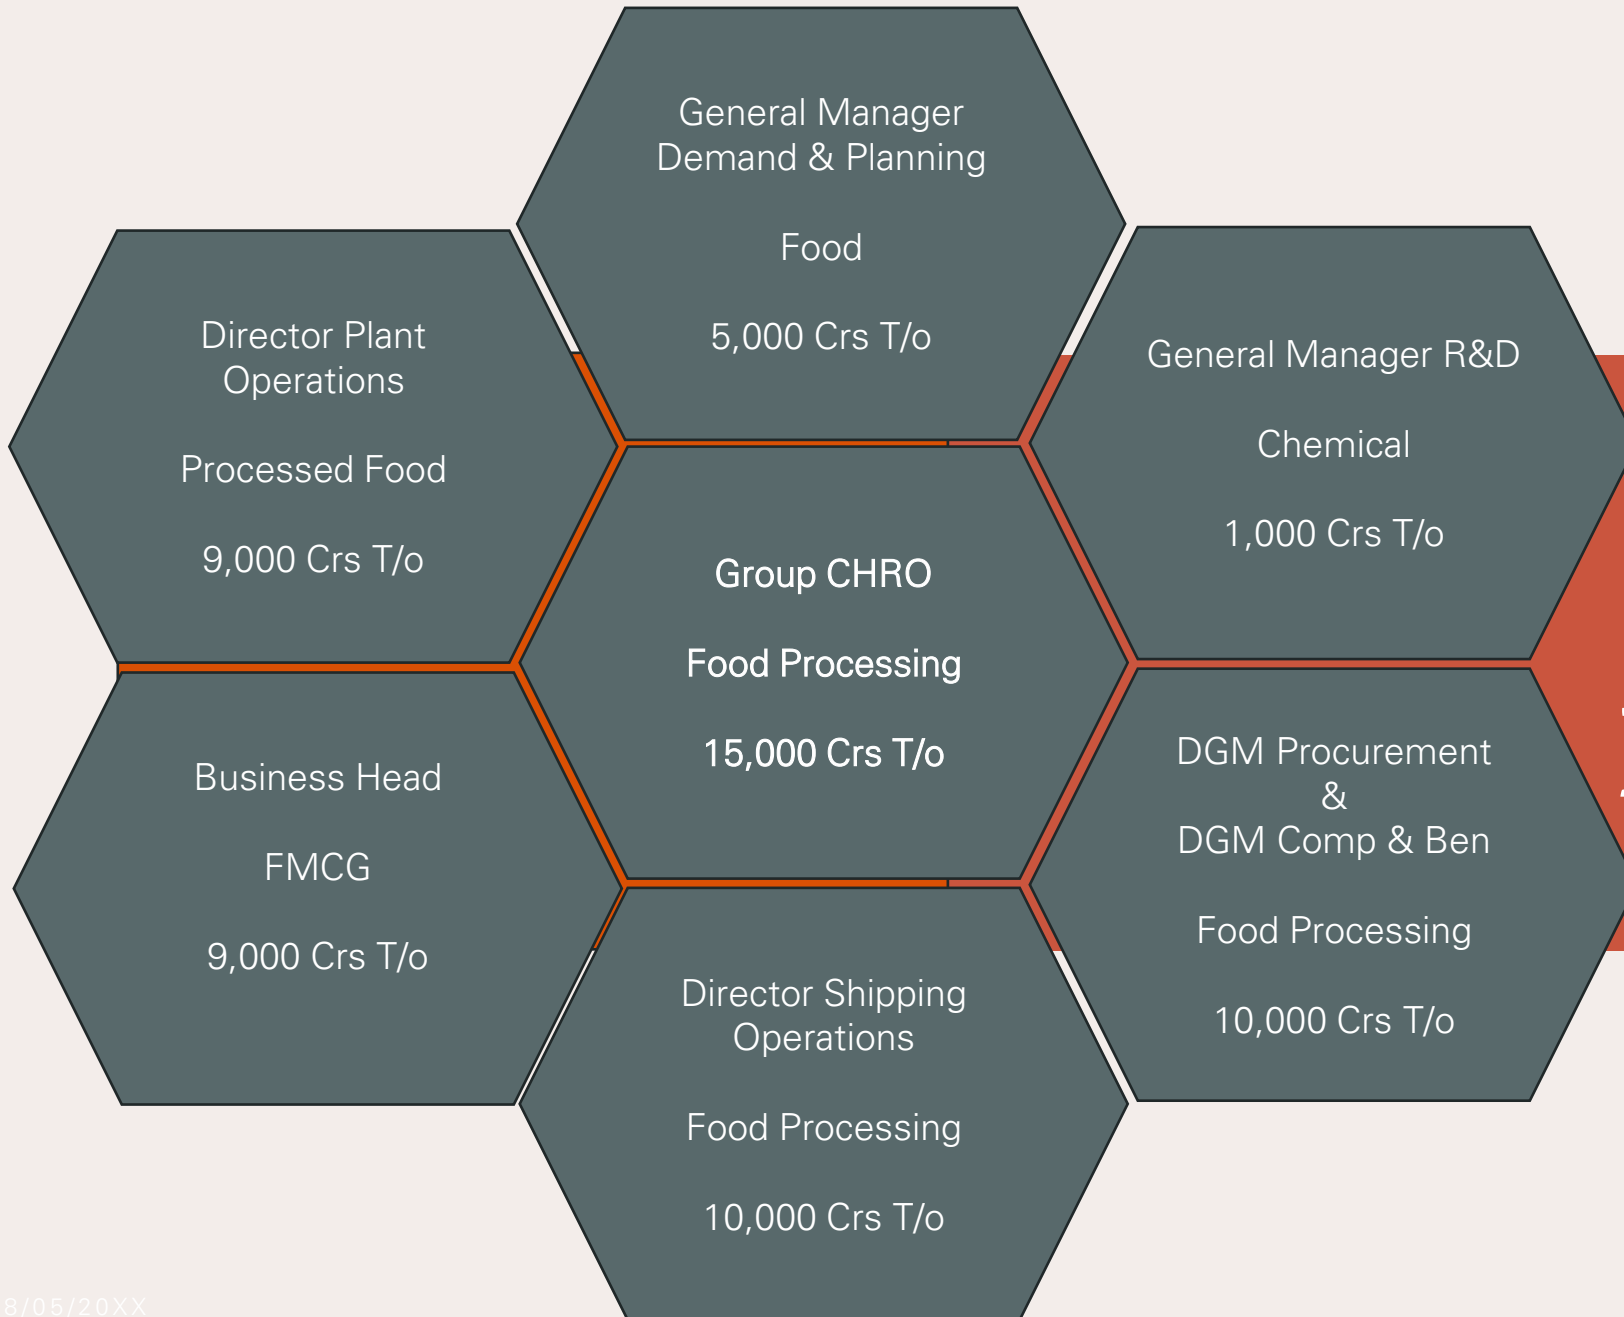 General Manager
Demand & Planning
Food
5,000 Crs T/o
Director Plant
Operations
Processed Food
9,000 Crs T/o
General Manager R&D
Chemical
1,000 Crs T/o
Group CHRO
Food Processing
15,000 Crs T/o
Business Head
FMCG
9,000 Crs T/o
DGM Procurement
&
DGM Comp & Ben
Food Processing
10,000 Crs T/o
Director Shipping
Operations
Food Processing
10,000 Crs T/o
8/05/20XX